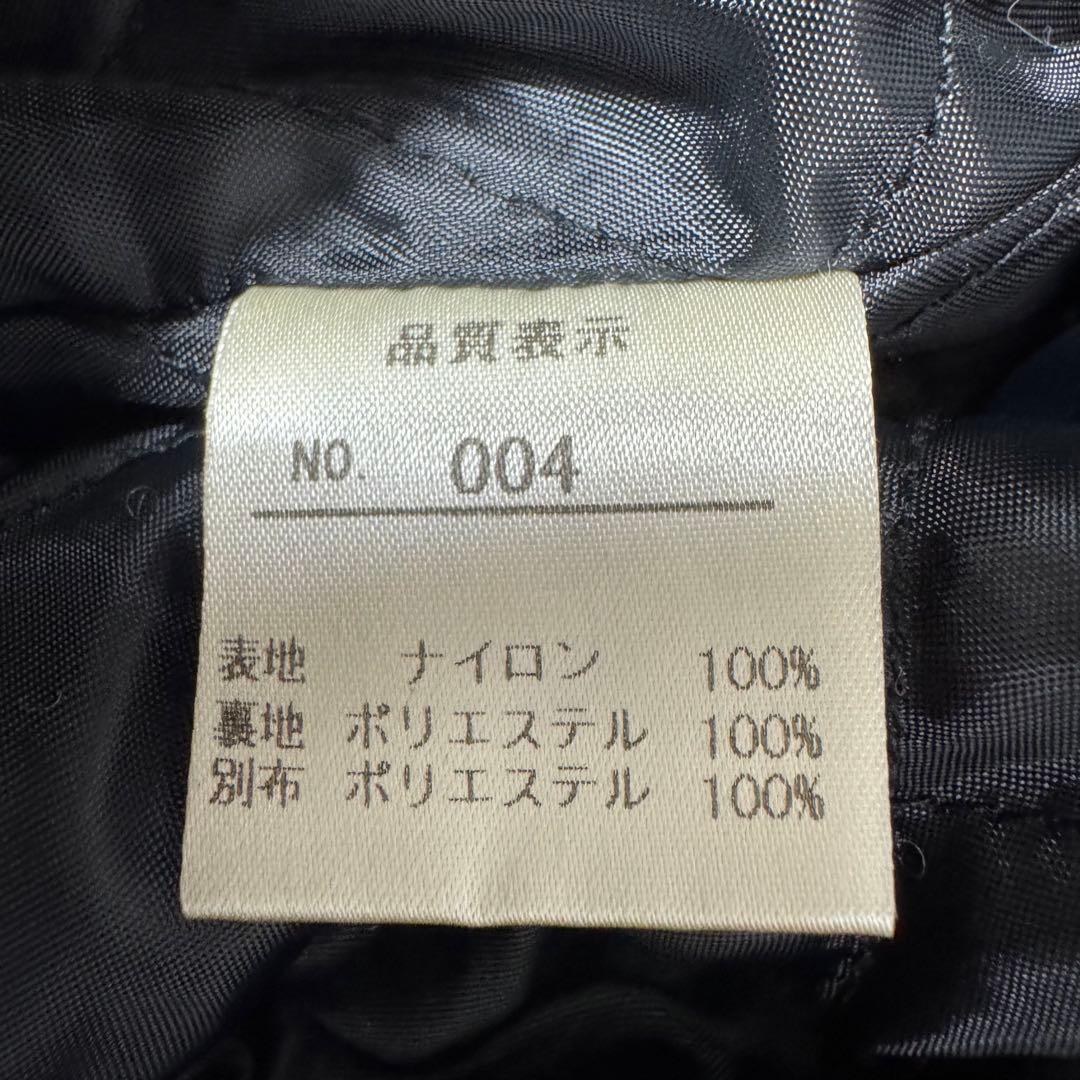 品質表示
NO. 004
表地 ナイロン 100%
裏地 ポリエステル 100%
別布 ポリエステル 100%